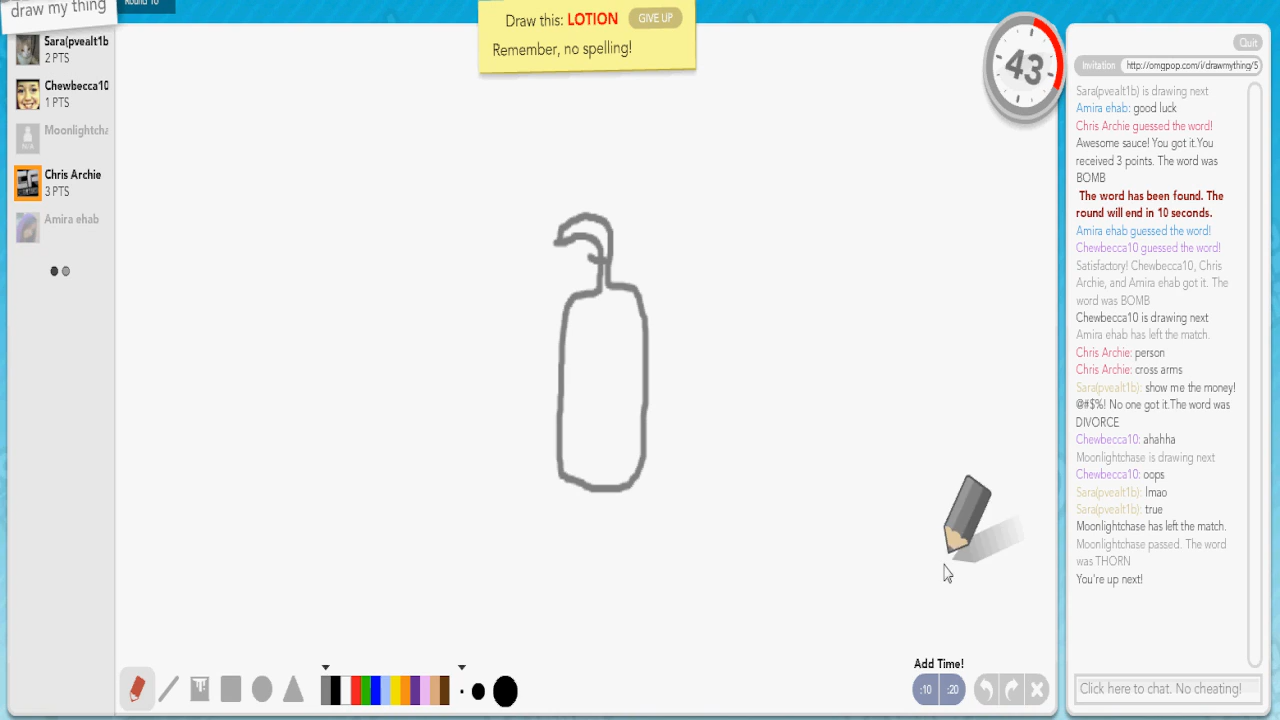 draw my thing
Round 10
Draw this: LOTION GIVE UP
Remember, no spelling!
43
Sara(pvealt1b
2 PTS
Chewbecca10
1 PTS
Moonlightcha
N/A
Chris Archie
3 PTS
Amira ehab
Quit
Invitation http://omgpop.com/i/drawmything/S
Sara(pvealt1b) is drawing next
Amira ehab: good luck
Chris Archie guessed the word!
Awesome sauce! You got it.You
received 3 points. The word was
BOMB
The word has been found. The
round will end in 10 seconds.
Amira ehab guessed the word!
Chewbecca10 guessed the word!
Satisfactory! Chewbecca10, Chris
Archie, and Amira ehab got it. The
word was BOMB
Chewbecca10 is drawing next
Amira ehab has left the match.
Chris Archie: person
Chris Archie: cross arms
Sara(pvealt1b): show me the money!
@#$%! No one got it.The word was
DIVORCE
Chewbecca10: ahahha
Moonlightchase is drawing next
Chewbecca10: oops
Sara(pvealt1b): lmao
Sara(pvealt1b): true
Moonlightchase has left the match.
Moonlightchase passed. The word
was THORN
You're up next!
Add Time!
:10 :20
Click here to chat. No cheating!